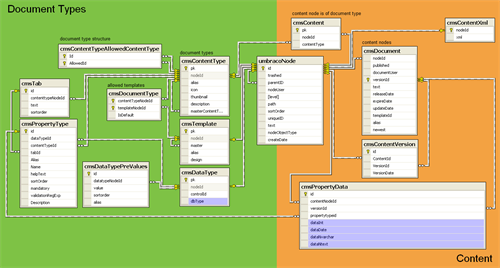 Document Types
document type structure
cmsContentTypeAllowedContentType
Id
AllowedId
document types
cmsContentType
pk
nodeId
alias
icon
thumbnail
description
masterContentT...
cmsTab
id
contenttypeNodeId
text
sortorder
allowed templates
cmsDocumentType
contentTypeNodeId
templateNodeId
IsDefault
cmsTemplate
pk
nodeId
master
alias
design
cmsPropertyType
id
dataTypeId
contentTypeId
tabId
Alias
Name
helpText
sortOrder
mandatory
validationRegExp
Description
cmsDataTypePreValues
id
datatypeNodeId
value
sortorder
alias
cmsDataType
pk
nodeId
controlId
dbType
umbracoNode
id
trashed
parentID
nodeUser
[level]
path
sortOrder
uniqueID
text
nodeObjectType
createDate
content node is of document type
cmsContent
pk
nodeId
contentType
cmsContentXml
nodeId
xml
content nodes
cmsDocument
nodeId
published
documentUser
versionId
text
releaseDate
expireDate
updateDate
templateId
alias
newest
cmsContentVersion
id
ContentId
VersionId
VersionDate
cmsPropertyData
id
contentNodeId
versionId
propertytypeid
dataInt
dataDate
dataNvarchar
dataNtext
Content